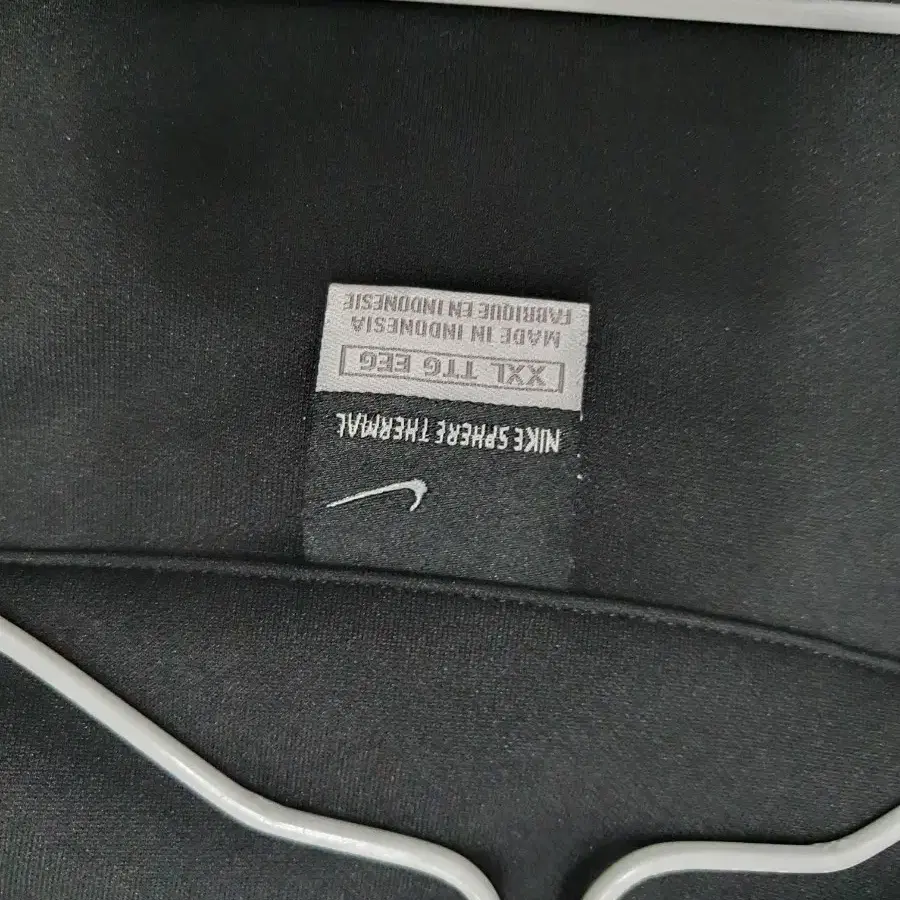 NIKE SPHERE THERMAL
XXL TTG EEG
MADE IN INDONESIA
FABRIQUE EN INDONESIE